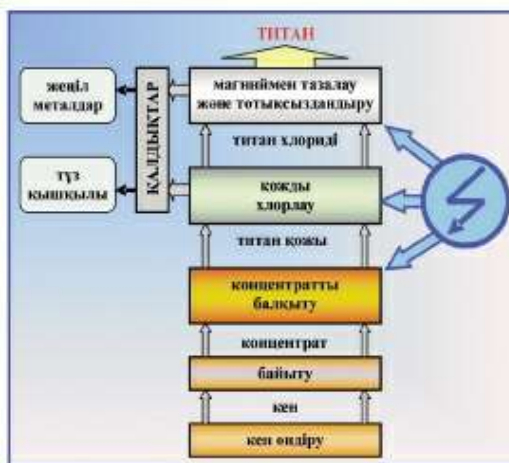 ТИТАН
магниймен тазалау
және тотықсыздандыру
жеңіл
металдар
ҚАЛДЫҚТАР
титан хлориді
тұз
қышқылы
қожды
хлорлау
титан қожы
концентратты
балқыту
концентрат
байыту
кен
кен өндіру